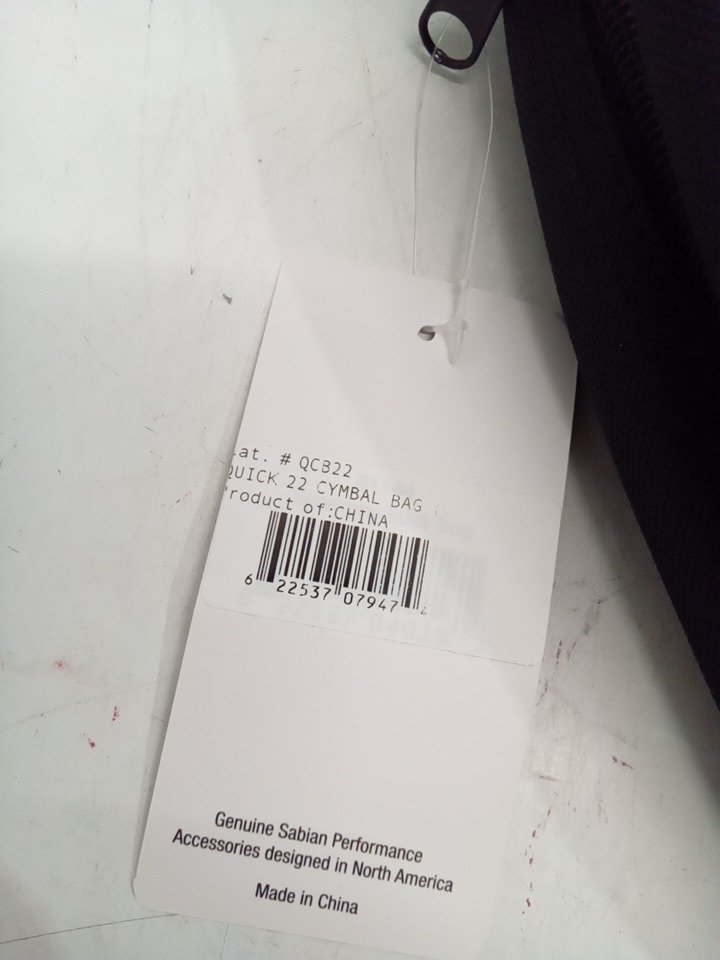 at. # QCB22
QUICK 22 CYMBAL BAG
Product of:CHINA
6 22537 07947
Genuine Sabian Performance
Accessories designed in North America
Made in China